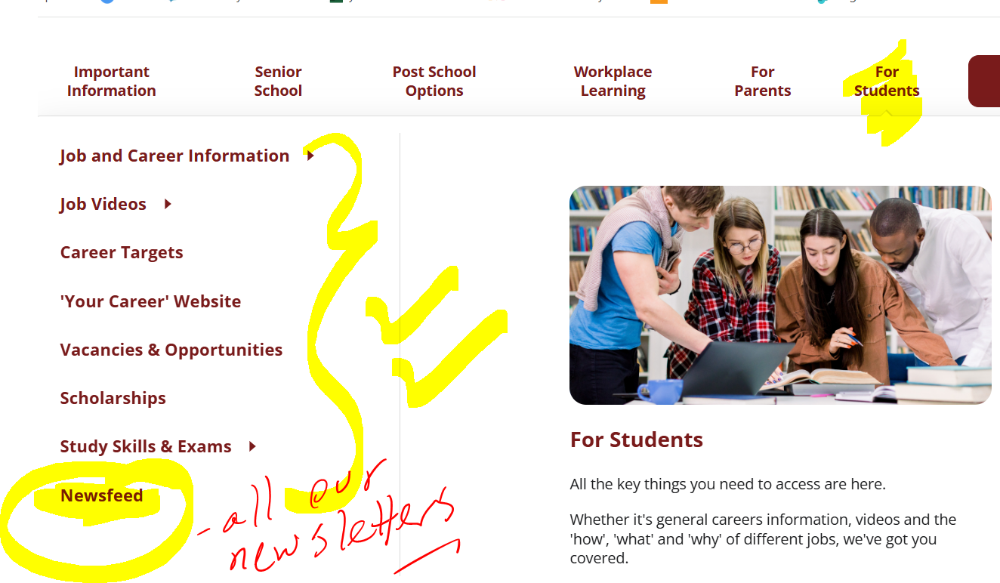 Important
Information
Senior
School
Post School
Options
Workplace
Learning
For
Parents
For
Students
Job and Career Information
Job Videos
Career Targets
'Your Career' Website
Vacancies & Opportunities
Scholarships
Study Skills & Exams
Newsfeed
- all our
newsletters
For Students
All the key things you need to access are here.
Whether it's general careers information, videos and the
'how', 'what' and 'why' of different jobs, we've got you
covered.